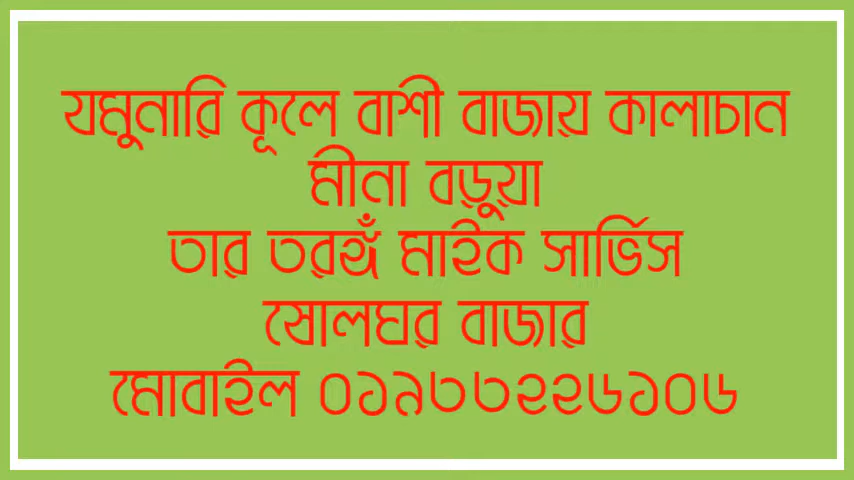 যমুনারি কূলে বাশী বাজায় কালাচান
মীনা বড়ুয়া
তার তরঙ্গঁ মাইক সার্ভিস
ষোলঘর বাজার
মোবাইল ০১৯৩৩২২৬১০৬